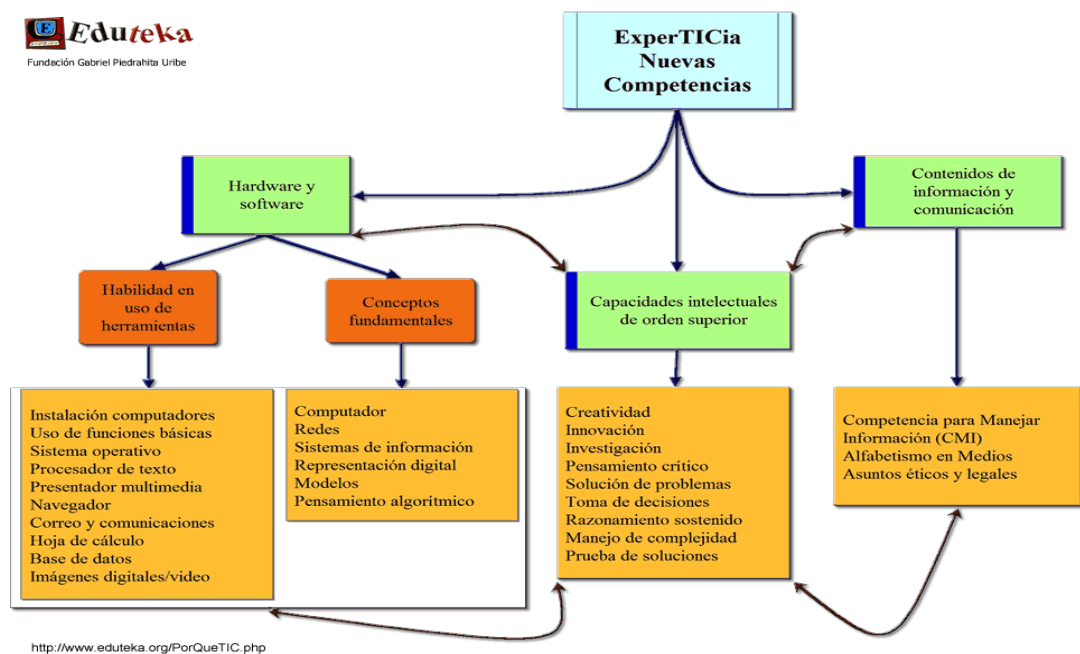 Eduteka
Fundación Gabriel Piedrahita Uribe
ExperTICia
Nuevas
Competencias
Hardware y
software
Contenidos de
información y
comunicación
Habilidad en
uso de
herramientas
Conceptos
fundamentales
Capacidades intelectuales
de orden superior
Instalación computadores
Uso de funciones básicas
Sistema operativo
Procesador de texto
Presentador multimedia
Navegador
Correo y comunicaciones
Hoja de cálculo
Base de datos
Imágenes digitales/video
Computador
Redes
Sistemas de información
Representación digital
Modelos
Pensamiento algorítmico
Creatividad
Innovación
Investigación
Pensamiento crítico
Solución de problemas
Toma de decisiones
Razonamiento sostenido
Manejo de complejidad
Prueba de soluciones
Competencia para Manejar
Información (CMI)
Alfabetismo en Medios
Asuntos éticos y legales
http://www.eduteka.org/PorQueTIC.php